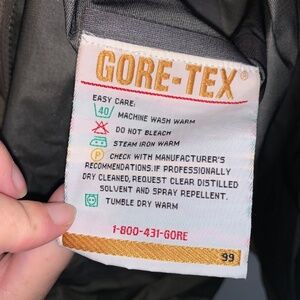 GORE-TEX®
EASY CARE:
40 MACHINE WASH WARM
DO NOT BLEACH
STEAM IRON WARM
P CHECK WITH MANUFACTURER'S
RECOMMENDATIONS.IF PROFESSIONALLY
DRY CLEANED, REQUEST CLEAR DISTILLED
SOLVENT AND SPRAY REPELLENT.
TUMBLE DRY WARM
1-800-431-GORE
99